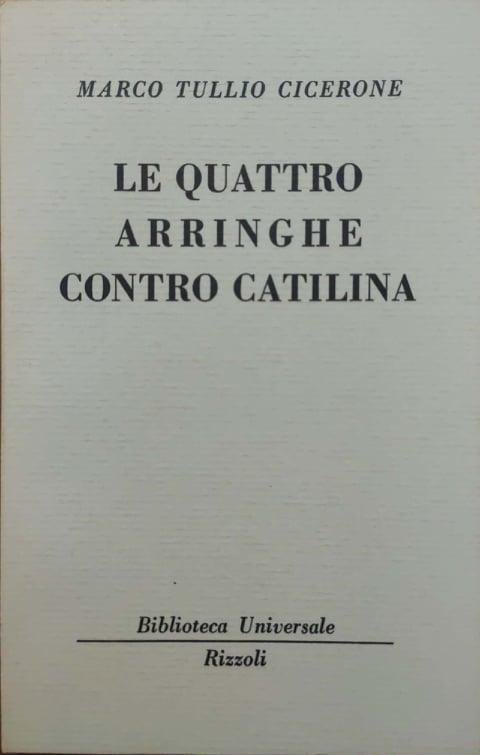 MARCO TULLIO CICERONE
LE QUATTRO
ARRINGHE
CONTRO CATILINA
Biblioteca Universale
Rizzoli